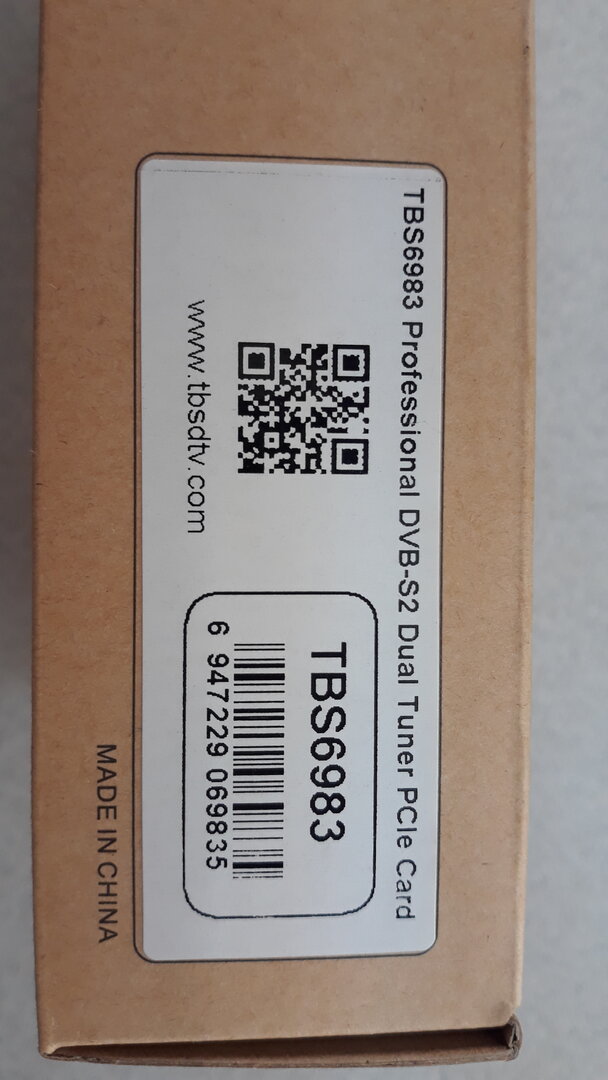 TBS6983 Professional DVB-S2 Dual Tuner PCIe Card
www.tbsdtv.com
TBS6983
6 947229 069835
MADE IN CHINA